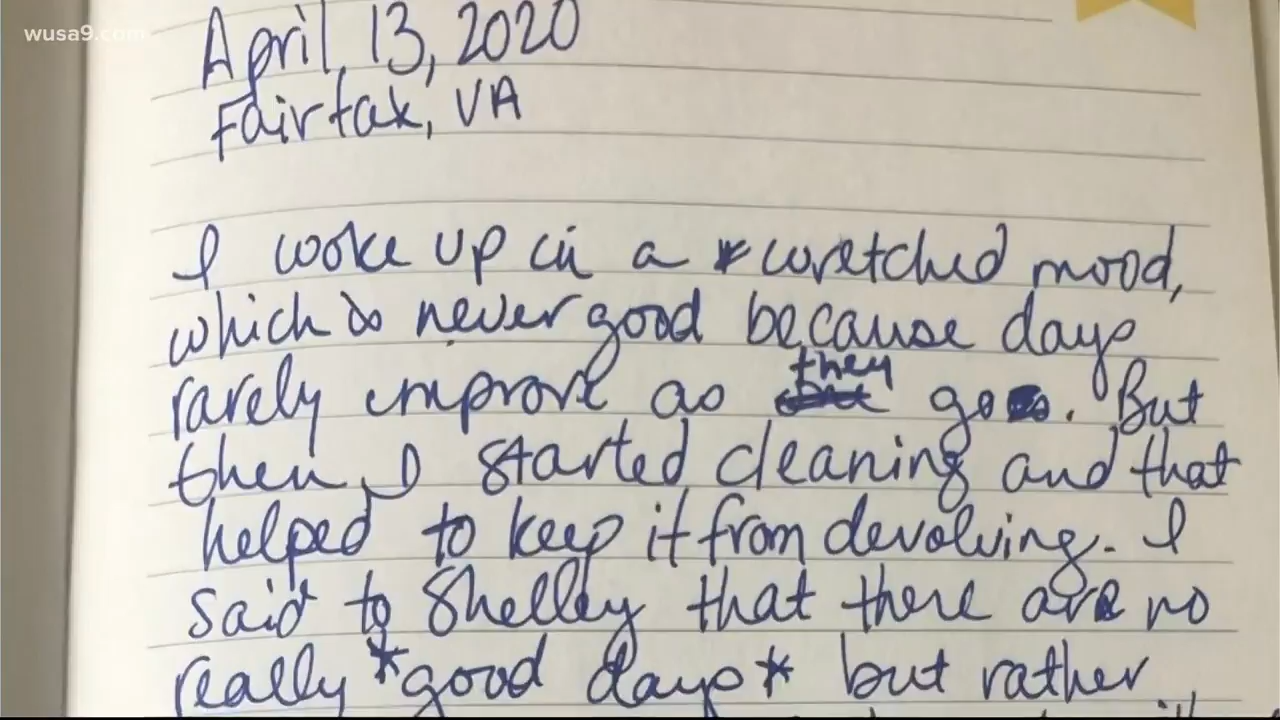 wusa9.com
April, 13, 2020
Fairfax, VA
I woke up in a wretched mood,
which is never good because days
rarely improve as they go. But
then, I started cleaning and that
helped to keep it from devolving. I
said to Shelley that there are no
really *good days* but rather